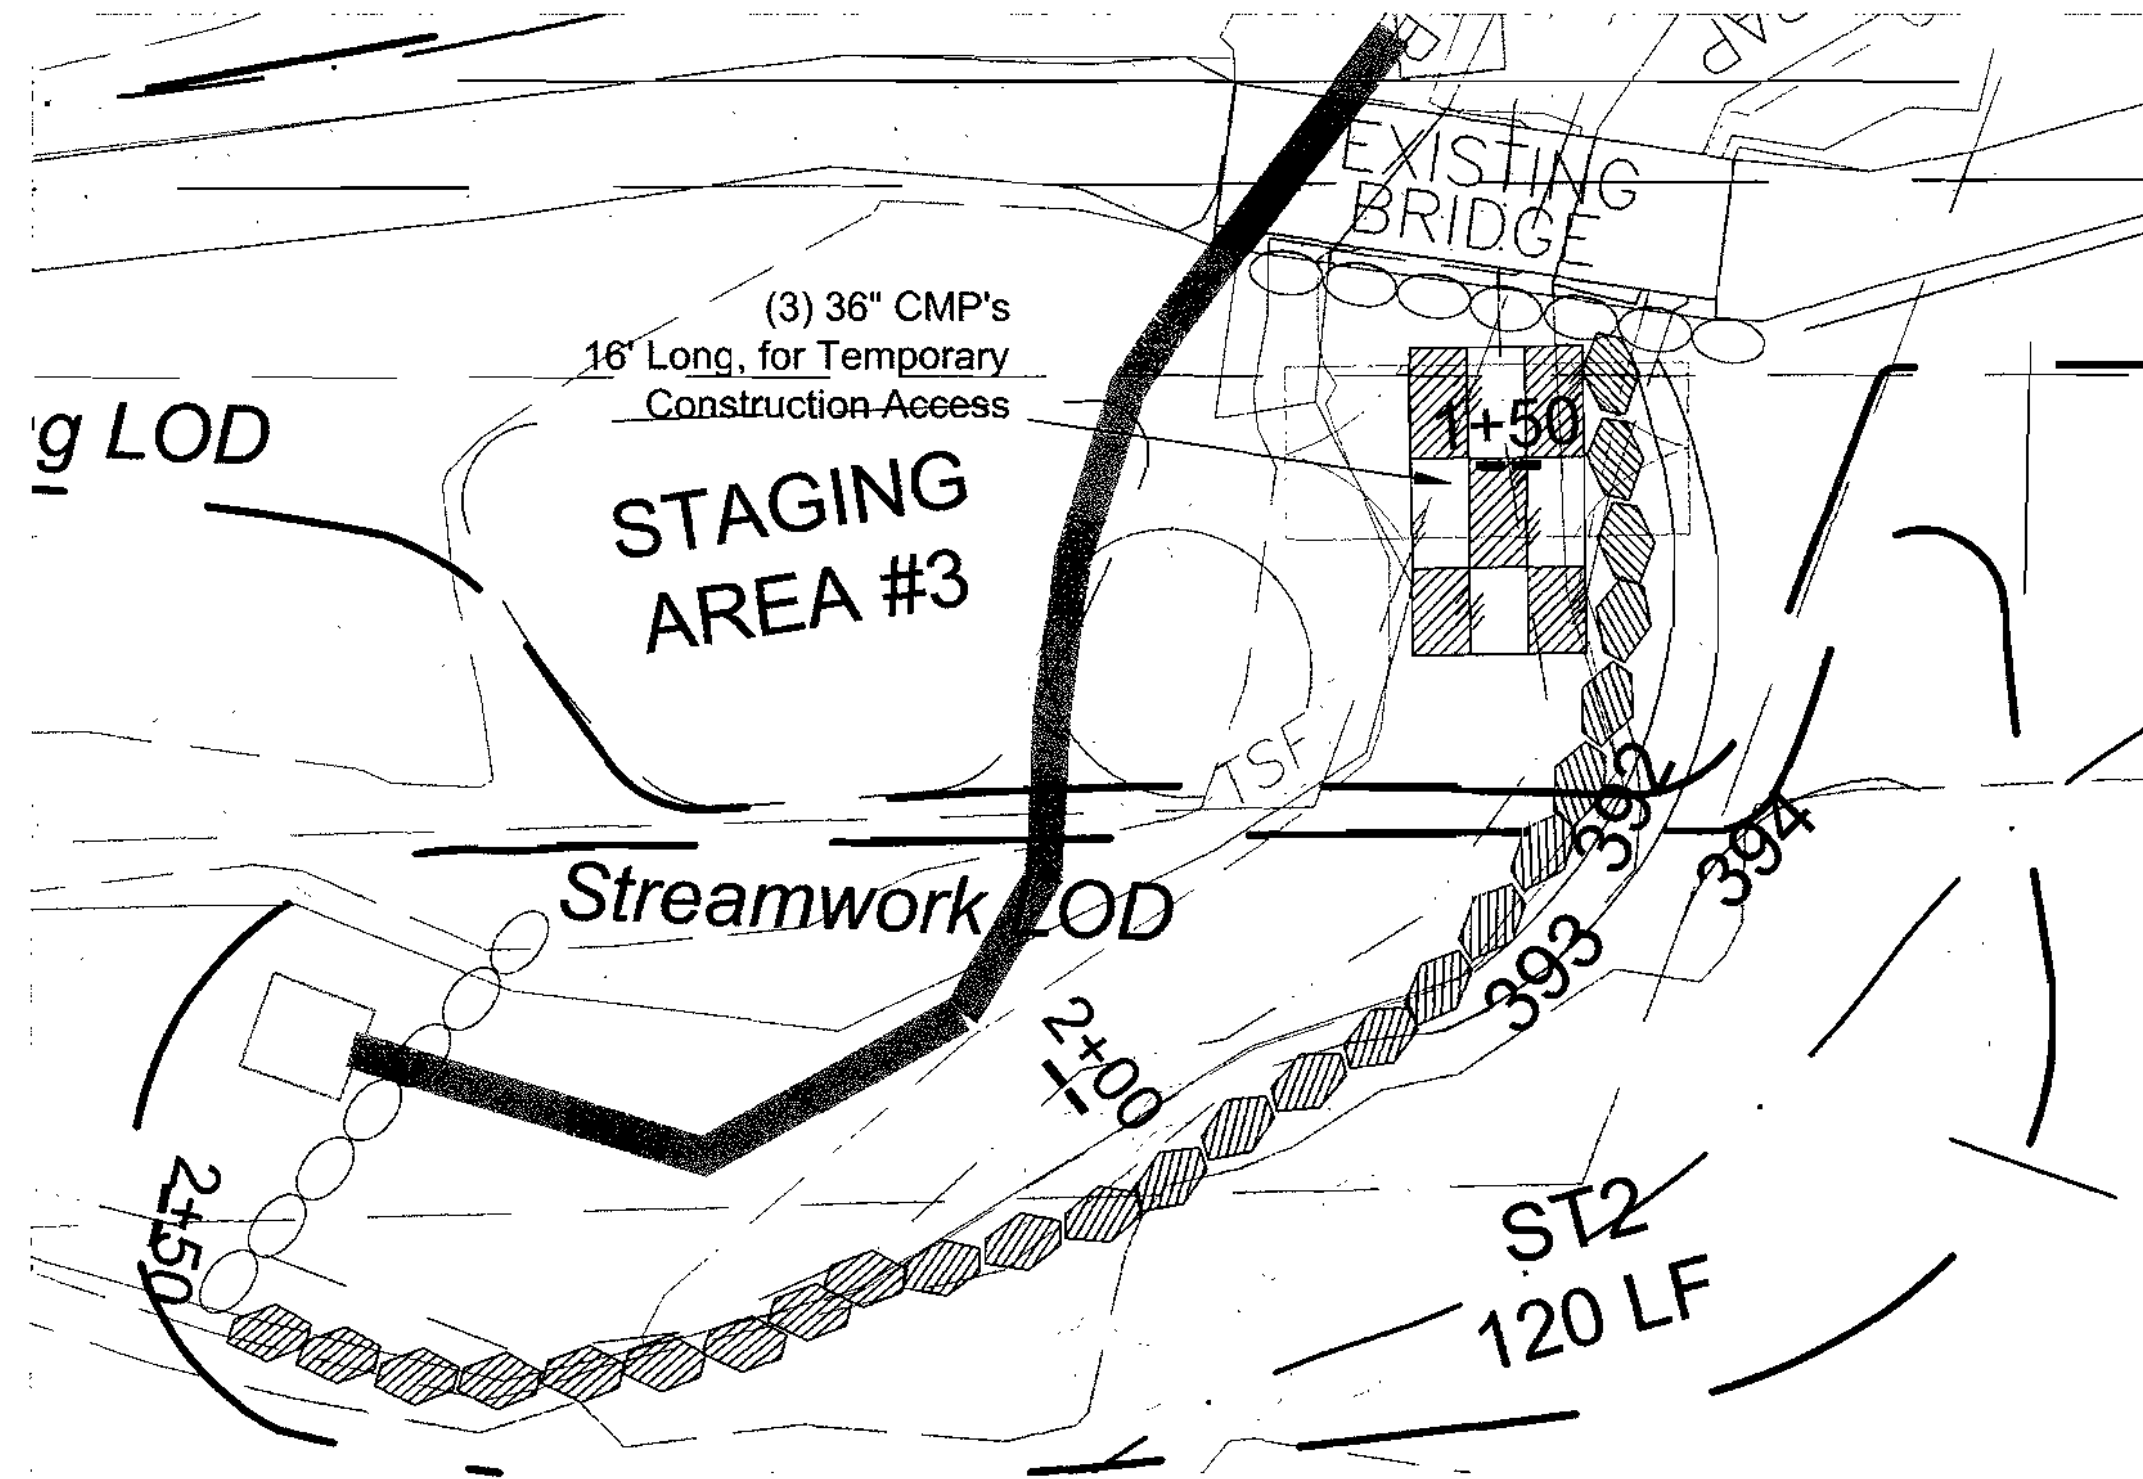 EXISTING
BRIDGE
(3) 36" CMP's
16' Long, for Temporary
Construction Access
g LOD
1+50
STAGING
AREA #3
TSF
392
394
Streamwork LOD
393
2+00
2+50
ST2
120 LF